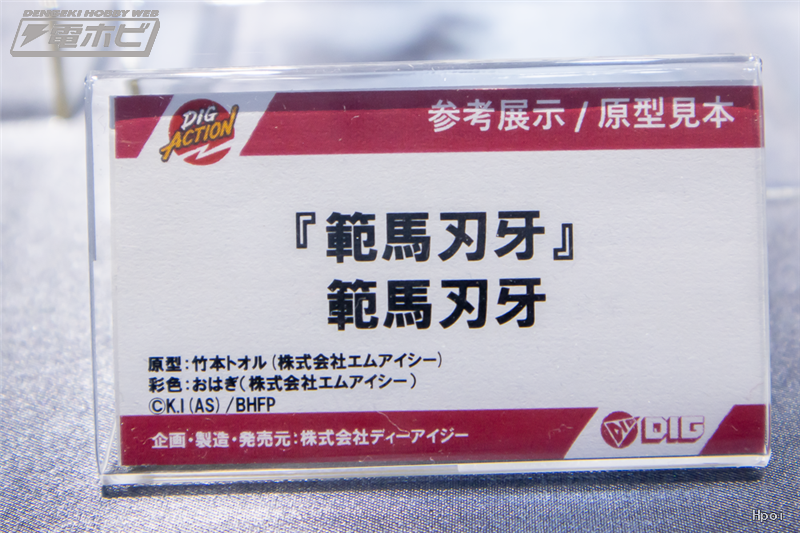 DENGEKI HOBBY WEB
電ホビ
DIG
ACTION
参考展示 / 原型見本
『範馬刃牙』
範馬刃牙
原型：竹本トオル（株式会社エムアイシー）
彩色：おはぎ（株式会社エムアイシー）
©K.I(AS)/BHFP
企画・製造・発売元：株式会社ディーアイジー
DIG
Hpoi